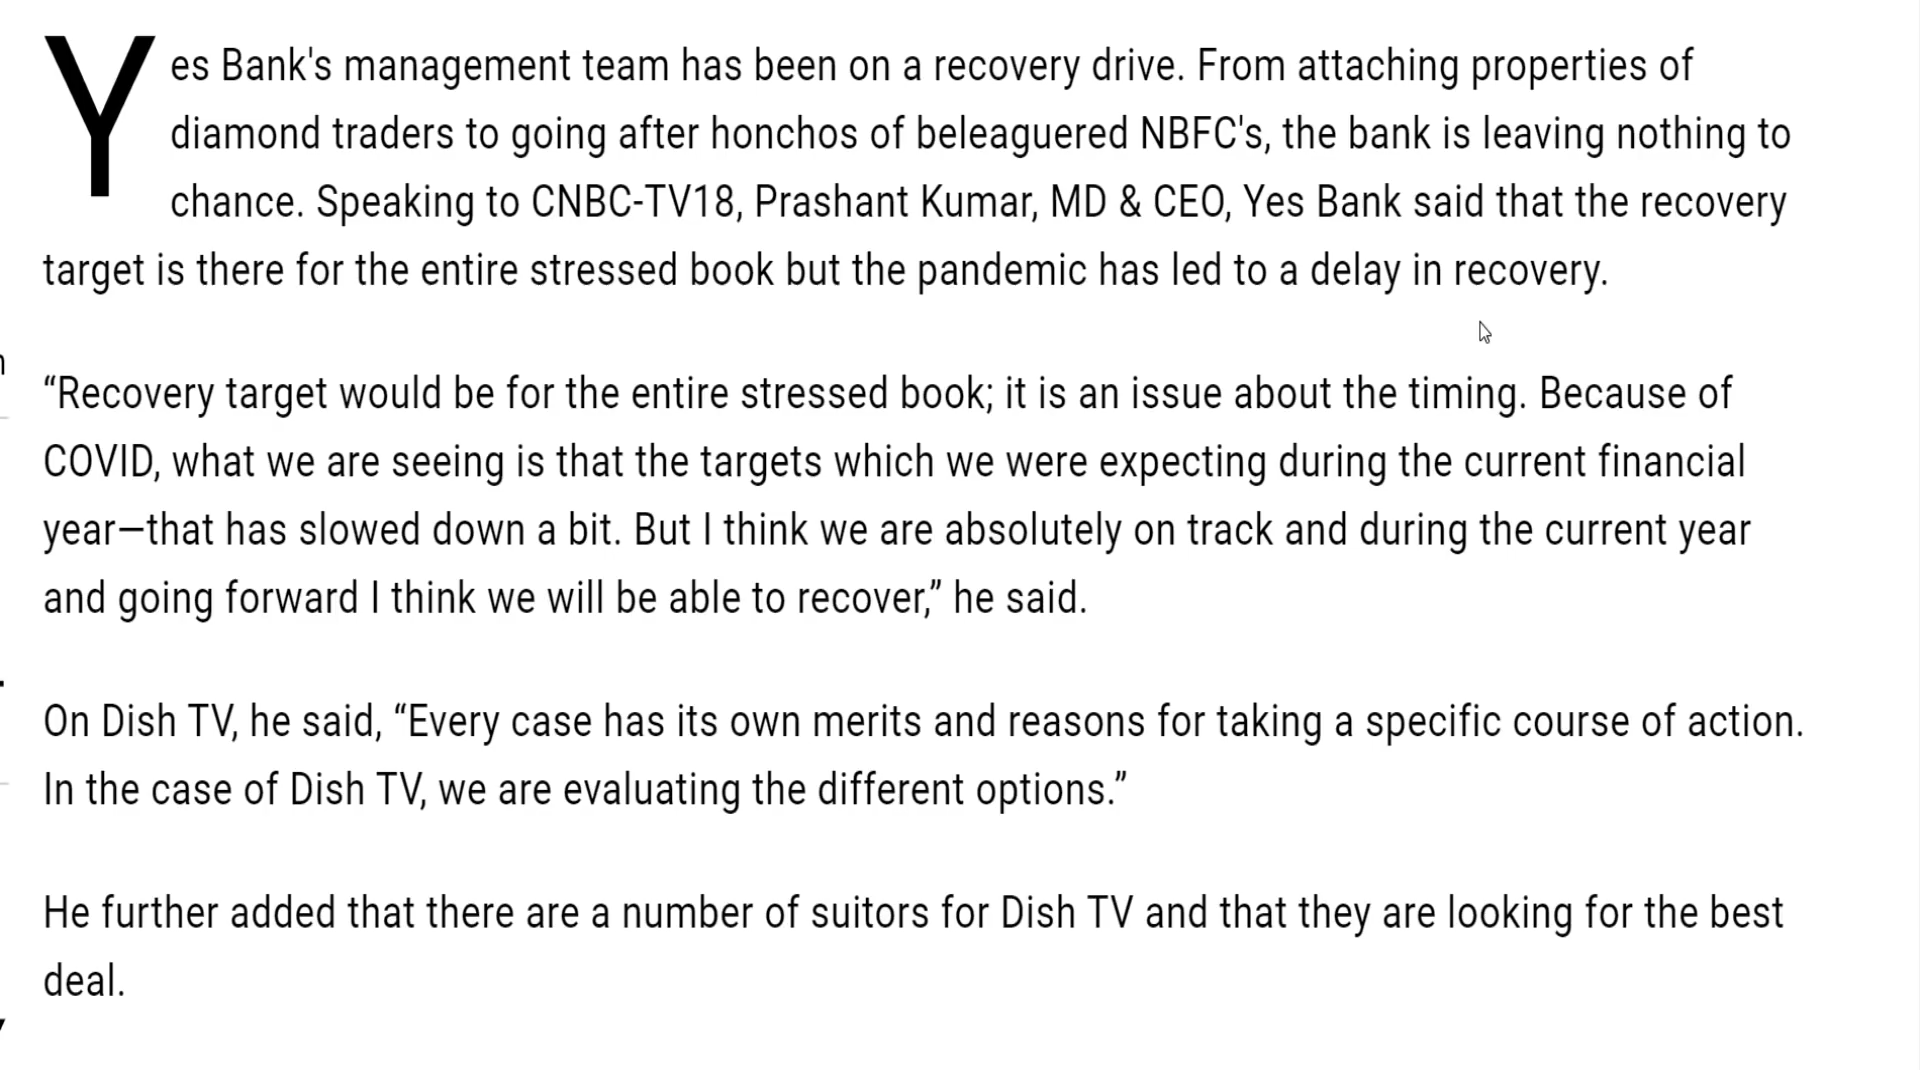 Yes Bank's management team has been on a recovery drive. From attaching properties of
diamond traders to going after honchos of beleaguered NBFC's, the bank is leaving nothing to
chance. Speaking to CNBC-TV18, Prashant Kumar, MD & CEO, Yes Bank said that the recovery
target is there for the entire stressed book but the pandemic has led to a delay in recovery.
“Recovery target would be for the entire stressed book; it is an issue about the timing. Because of
COVID, what we are seeing is that the targets which we were expecting during the current financial
year—that has slowed down a bit. But I think we are absolutely on track and during the current year
and going forward I think we will be able to recover,” he said.
On Dish TV, he said, “Every case has its own merits and reasons for taking a specific course of action.
In the case of Dish TV, we are evaluating the different options.”
He further added that there are a number of suitors for Dish TV and that they are looking for the best
deal.